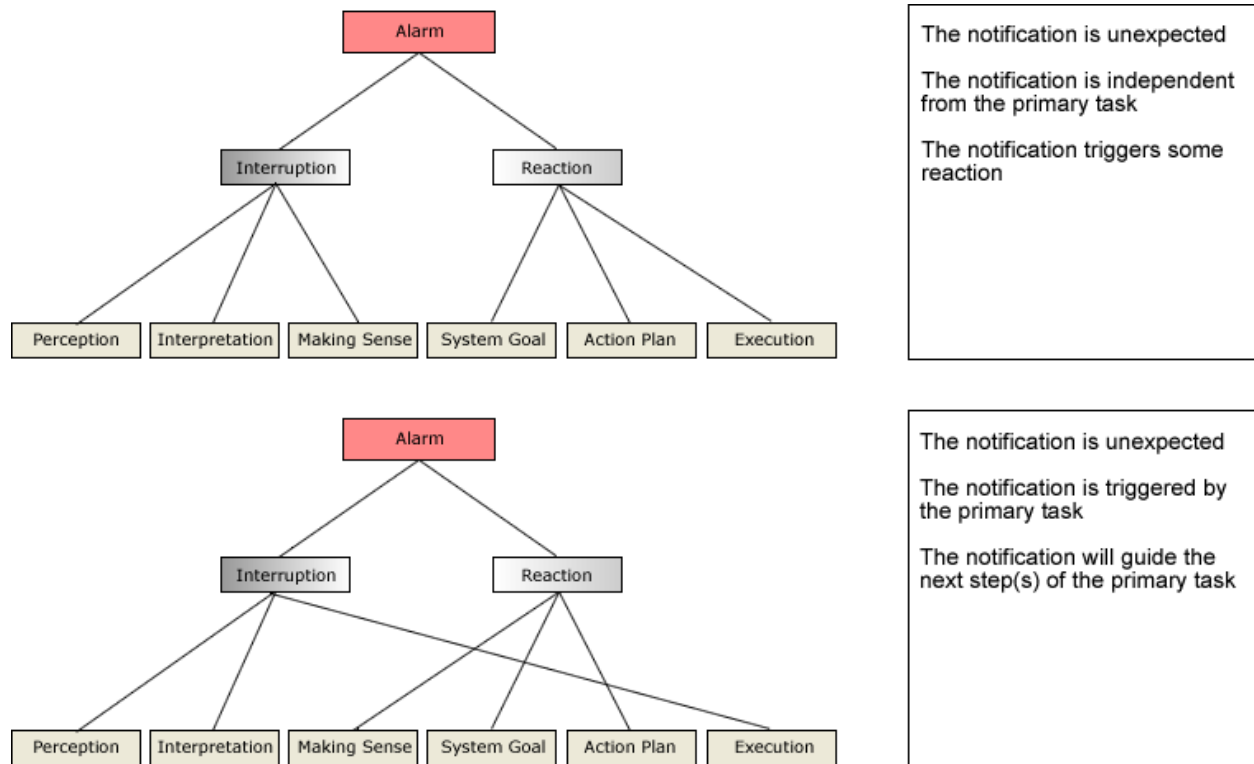 Alarm
Interruption
Reaction
Perception
Interpretation
Making Sense
System Goal
Action Plan
Execution
The notification is unexpected
The notification is independent
from the primary task
The notification triggers some
reaction
Alarm
Interruption
Reaction
Perception
Interpretation
Making Sense
System Goal
Action Plan
Execution
The notification is unexpected
The notification is triggered by
the primary task
The notification will guide the
next step(s) of the primary task